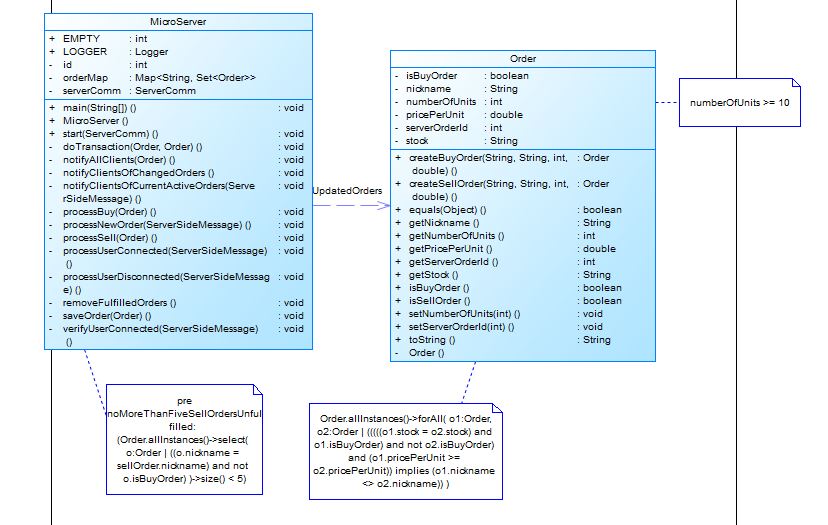 MicroServer
+ EMPTY : int
+ LOGGER : Logger
- id : int
- orderMap : Map<String, Set<Order>>
- serverComm : ServerComm
+ main(String[]) () : void
+ MicroServer ()
+ start(ServerComm) () : void
- doTransaction(Order, Order) () : void
- notifyAllClients(Order) () : void
- notifyClientsOfChangedOrders () : void
- notifyClientsOfCurrentActiveOrders(Serve : void
rSideMessage) ()
- processBuy(Order) () : void
- processNewOrder(ServerSideMessage) () : void
- processSell(Order) () : void
- processUserConnected(ServerSideMessage) : void
()
- processUserDisconnected(ServerSideMessag : void
e) ()
- removeFulfilledOrders () : void
- saveOrder(Order) () : void
- verifyUserConnected(ServerSideMessage) : void
()
UpdatedOrders
Order
- isBuyOrder : boolean
- nickname : String
- numberOfUnits : int
- pricePerUnit : double
- serverOrderId : int
- stock : String
+ createBuyOrder(String, String, int, : Order
double) ()
+ createSellOrder(String, String, int, : Order
double) ()
+ equals(Object) () : boolean
+ getNickname () : String
+ getNumberOfUnits () : int
+ getPricePerUnit () : double
+ getServerOrderId () : int
+ getStock () : String
+ isBuyOrder () : boolean
+ isSellOrder () : boolean
+ setNumberOfUnits(int) () : void
+ setServerOrderId(int) () : void
+ toString () : String
- Order ()
numberOfUnits >= 10
pre
noMoreThanFiveSellOrdersUnful
filled:
(Order.allInstances()->select(
o:Order | ((o.nickname =
sellOrder.nickname) and not
o.isBuyOrder) )->size() < 5)
Order.allInstances()->forAll( o1:Order,
o2:Order | (((((o1.stock = o2.stock) and
o1.isBuyOrder) and not o2.isBuyOrder)
and (o1.pricePerUnit >=
o2.pricePerUnit)) implies (o1.nickname
<> o2.nickname)) )